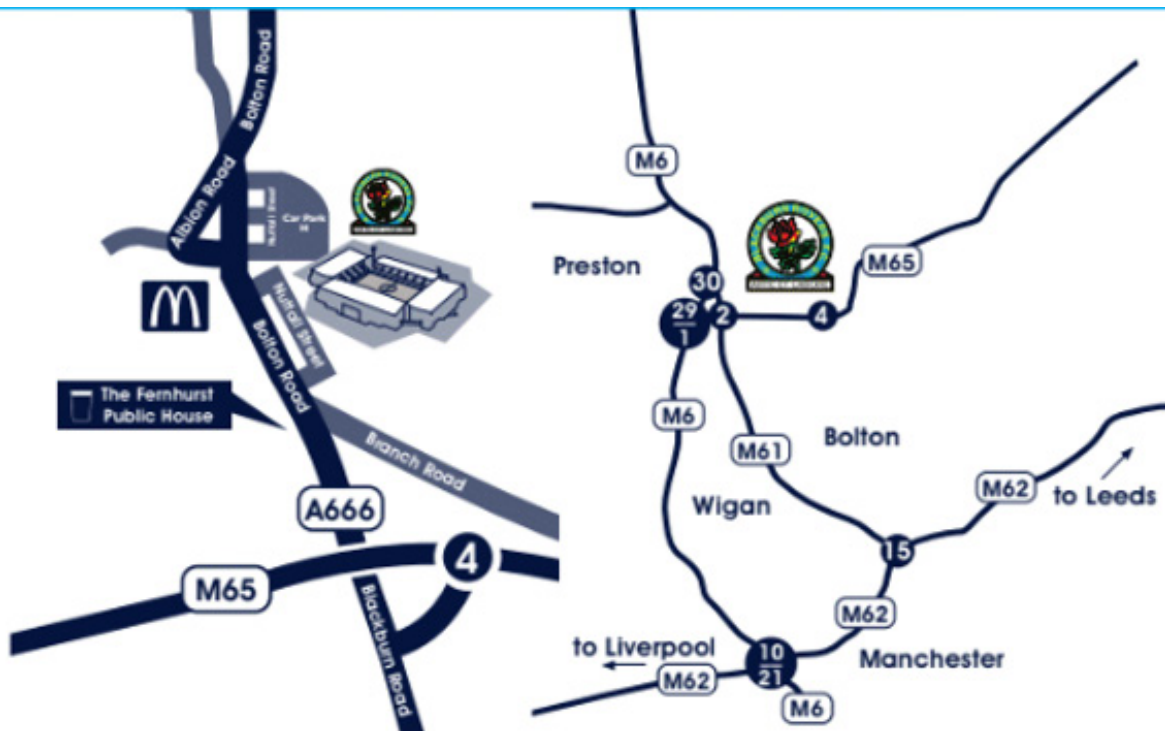 Bolton Road
Albion Road
Nuttall Street
Car Park
Nuttall Street
Bolton Road
The Fernhurst
Public House
Branch Road
A666
4
M65
Blackburn Road
M6
Preston
30
29
1
2
4
M65
M6
M61
Bolton
Wigan
M62
to Leeds
15
M62
to Liverpool
10
21
Manchester
M62
M6